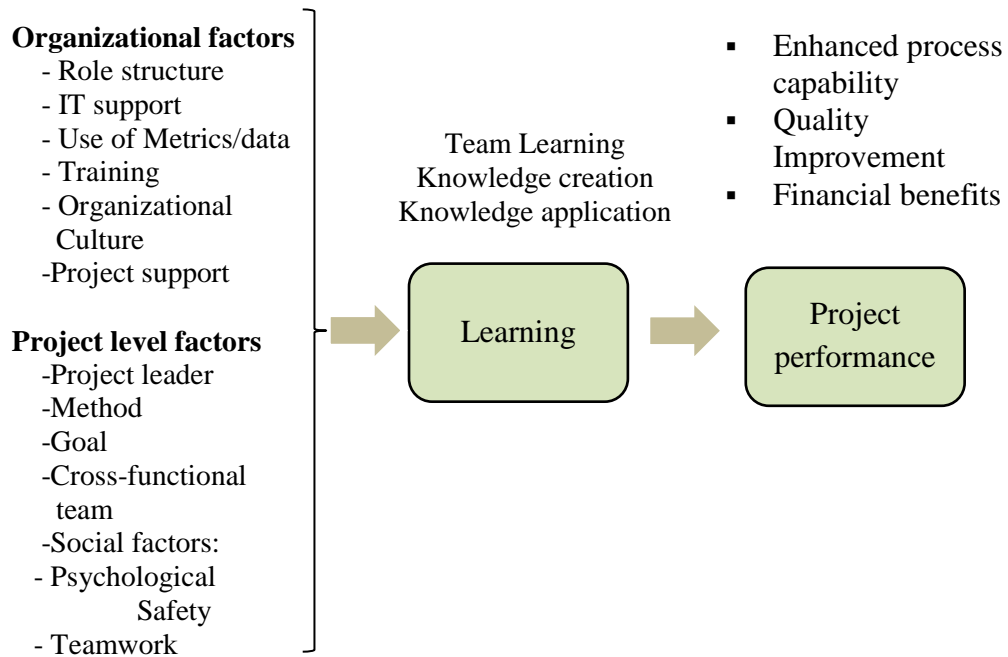 Organizational factors
- Role structure
- IT support
- Use of Metrics/data
- Training
- Organizational
Culture
-Project support
Project level factors
-Project leader
-Method
-Goal
-Cross-functional
team
-Social factors:
- Psychological
Safety
- Teamwork
Team Learning
Knowledge creation
Knowledge application
Learning
▪ Enhanced process
capability
▪ Quality
Improvement
▪ Financial benefits
Project
performance